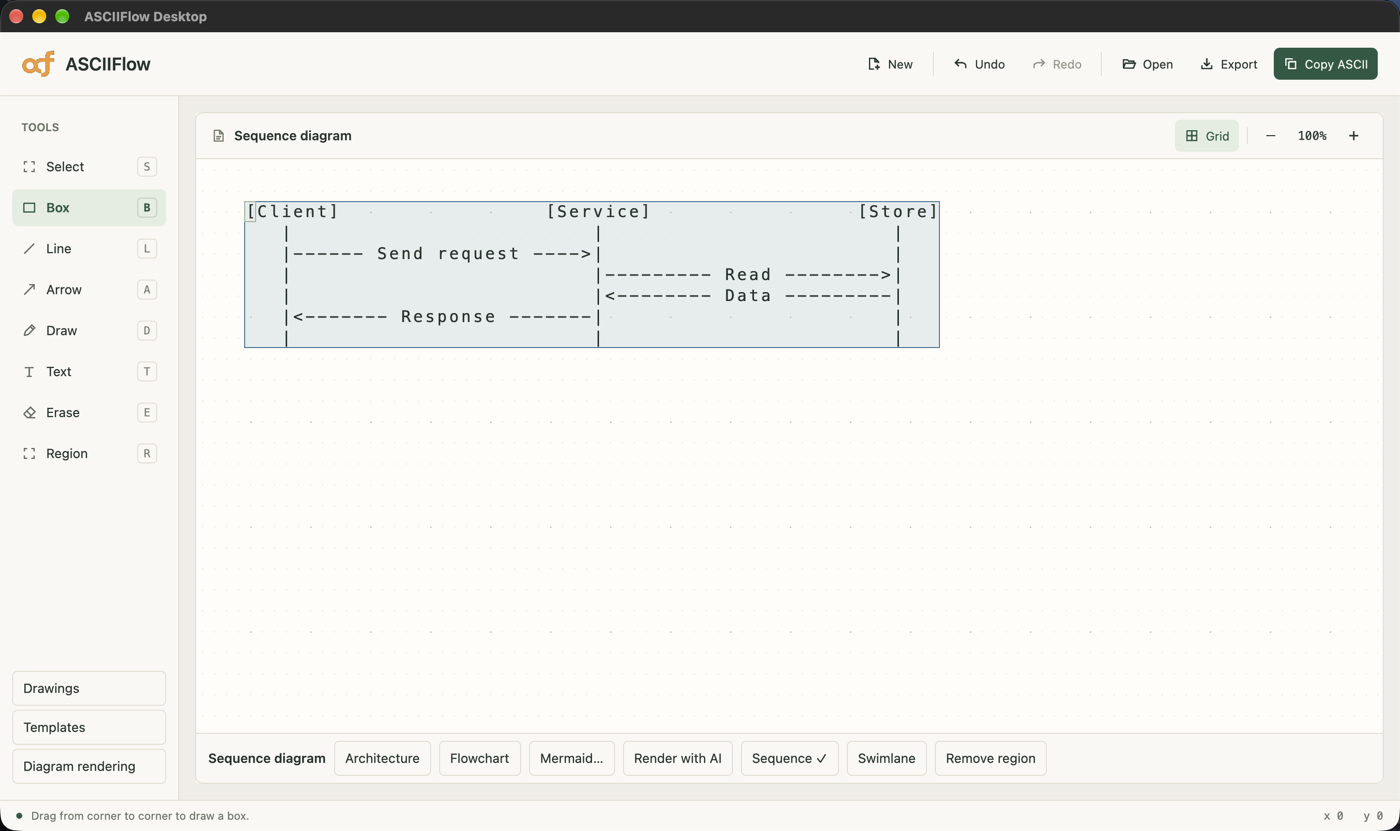 ASCIIFlow Desktop
ASCIIFlow
New
Undo
Redo
Open
Export
Copy ASCII
TOOLS
Select S
Box B
Line L
Arrow A
Draw D
Text T
Erase E
Region R
Drawings
Templates
Diagram rendering
Sequence diagram
Grid
− 100% +
[Client] [Service] [Store]
| | |
|------ Send request ---->| |
| |--------- Read -------->|
| |<-------- Data ---------|
|<------- Response -------| |
| | |
Sequence diagram
Architecture
Flowchart
Mermaid...
Render with AI
Sequence ✓
Swimlane
Remove region
Drag from corner to corner to draw a box.
x 0 y 0